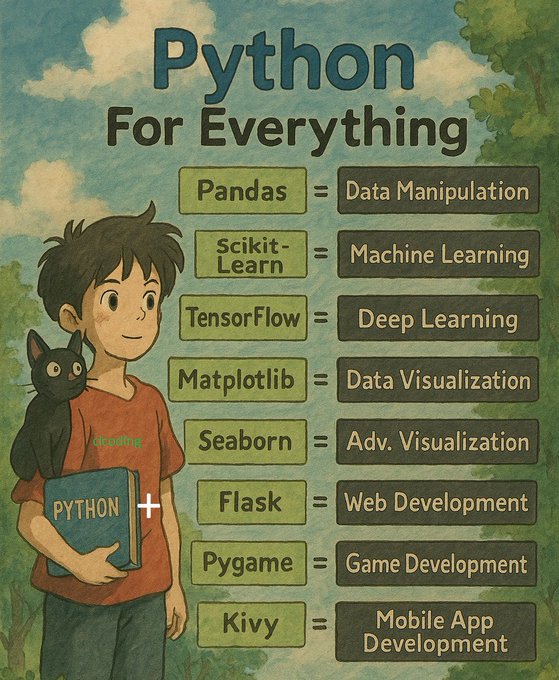 Python
For Everything
Pandas = Data Manipulation
Scikit-
Learn = Machine Learning
TensorFlow = Deep Learning
Matplotlib = Data Visualization
clcoding
Seaborn = Adv. Visualization
PYTHON + Flask = Web Development
Pygame = Game Development
Kivy = Mobile App
Development